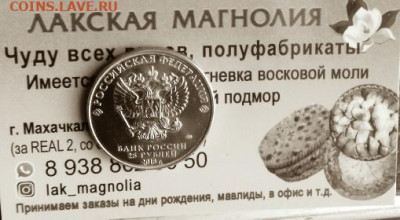 COINS.LAVE.RU
ЛАКСКАЯ МАГНОЛИЯ
Чуду всех полуфабрикаты
Имеется восковой моли
подмор
г. Махачкал
(за REAL 2, со
8 938 50
lak_magnolia
Принимаем заказы на дни рождения, мавлиды, в офис и т.д.
РОССИЙСКАЯ ФЕДЕРАЦИЯ
БАНК РОССИИ
25 РУБЛЕЙ